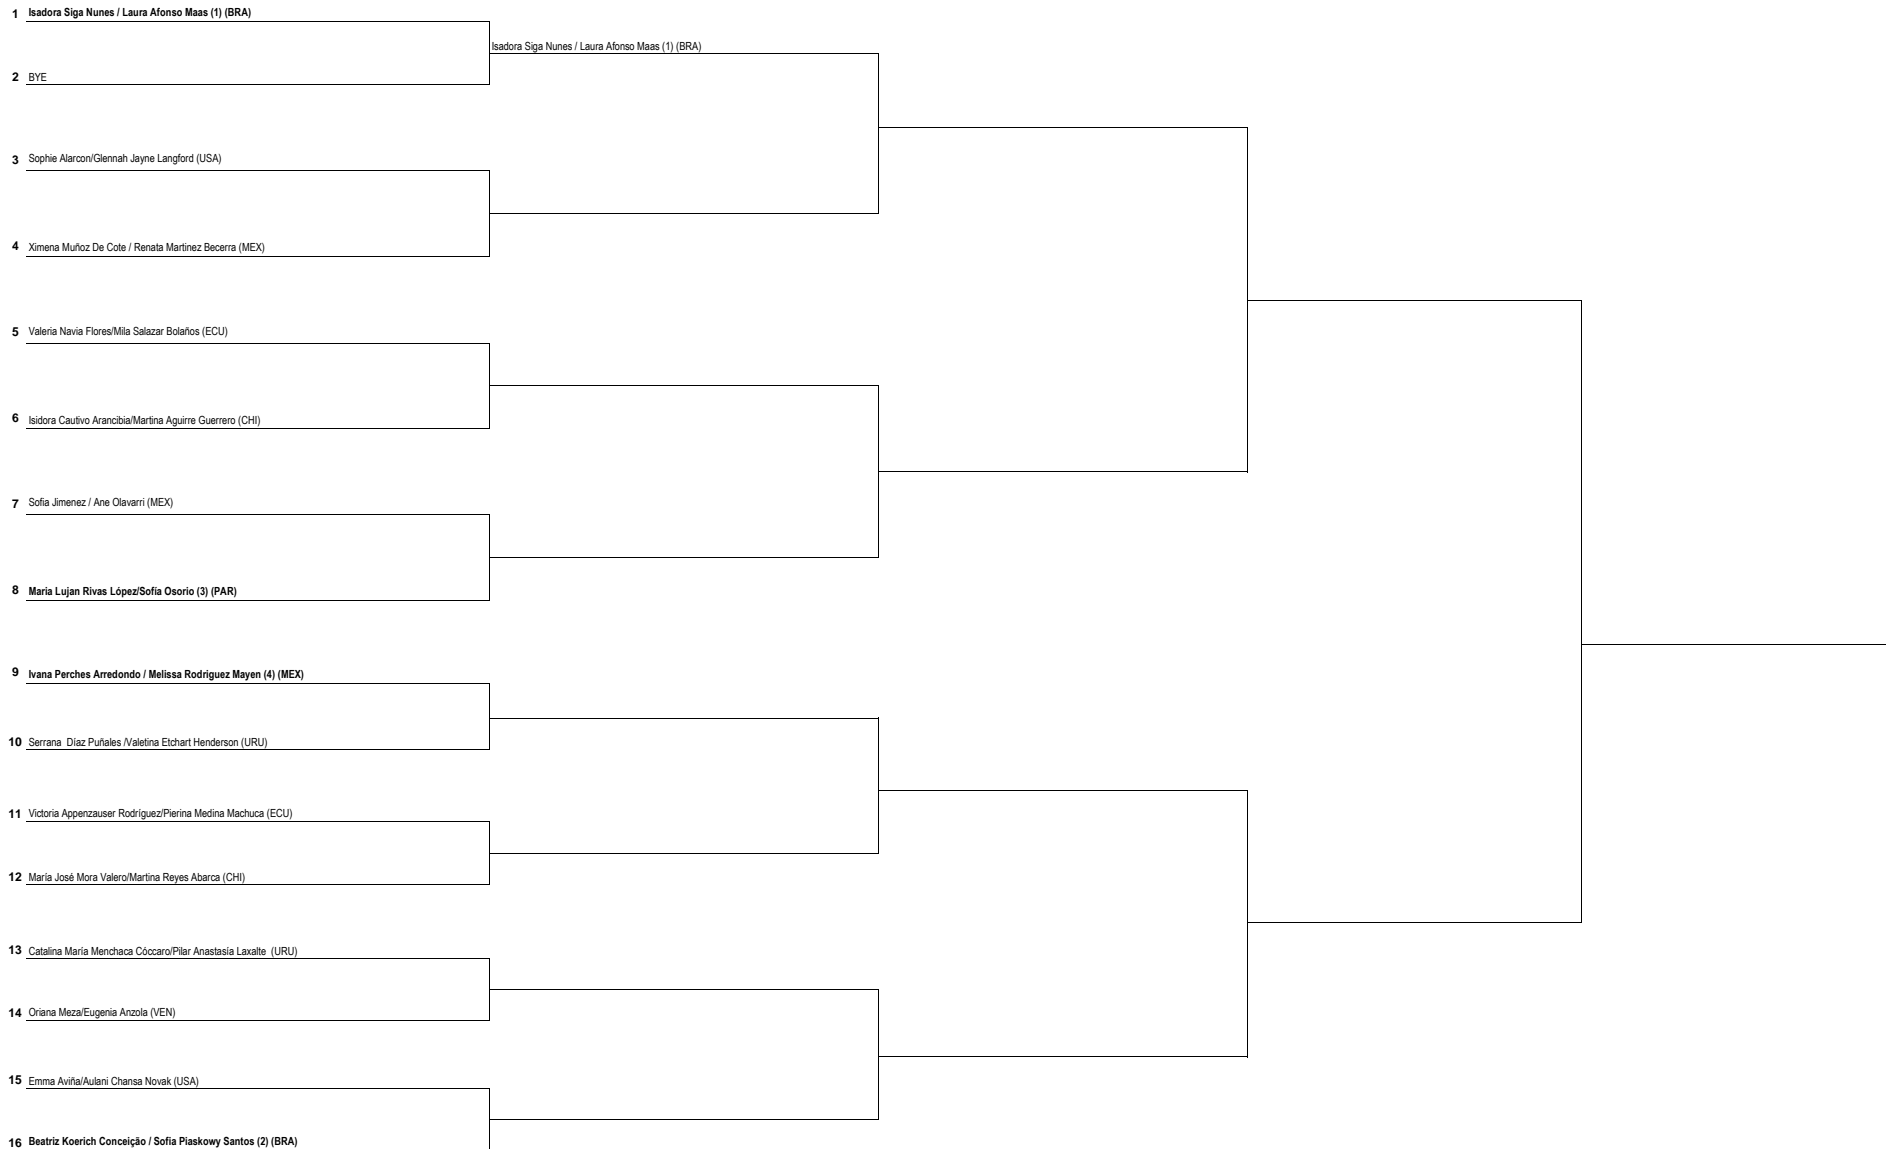 1 Isadora Siga Nunes / Laura Afonso Maas (1) (BRA)
Isadora Siga Nunes / Laura Afonso Maas (1) (BRA)
2 BYE
3 Sophie Alarcon/Glennah Jayne Langford (USA)
4 Ximena Muñoz De Cote / Renata Martinez Becerra (MEX)
5 Valeria Navia Flores/Mila Salazar Bolaños (ECU)
6 Isidora Cautivo Arancibia/Martina Aguirre Guerrero (CHI)
7 Sofia Jimenez / Ane Olavarri (MEX)
8 Maria Lujan Rivas López/Sofía Osorio (3) (PAR)
9 Ivana Perches Arredondo / Melissa Rodriguez Mayen (4) (MEX)
10 Serrana  Díaz Puñales /Valetina Etchart Henderson (URU)
11 Victoria Appenzauser Rodríguez/Pierina Medina Machuca (ECU)
12 María José Mora Valero/Martina Reyes Abarca (CHI)
13 Catalina María Menchaca Cóccaro/Pilar Anastasía Laxalte  (URU)
14 Oriana Meza/Eugenia Anzola (VEN)
15 Emma Aviña/Aulani Chansa Novak (USA)
16 Beatriz Koerich Conceição / Sofia Piaskowy Santos (2) (BRA)